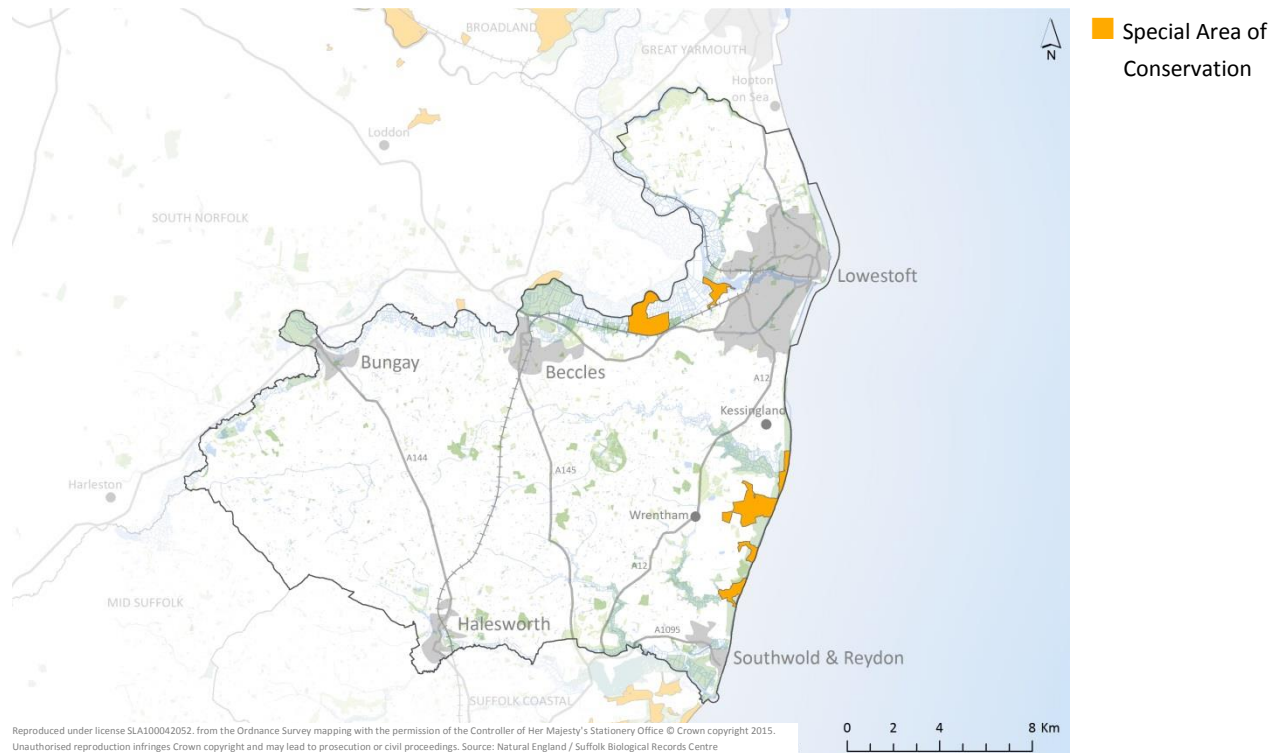 BROADLAND
GREAT YARMOUTH
N
Special Area of
Conservation
Hopton
on Sea
Loddon
SOUTH NORFOLK
Lowestoft
Bungay
Beccles
A12
Kessingland
A144
A145
Harleston
Wrentham
A12
MID SUFFOLK
Halesworth
A1095
Southwold & Reydon
SUFFOLK COASTAL
0 2 4 8 Km
Reproduced under license SLA100042052. from the Ordnance Survey mapping with the permission of the Controller of Her Majesty's Stationery Office © Crown copyright 2015.
Unauthorised reproduction infringes Crown copyright and may lead to prosecution or civil proceedings. Source: Natural England / Suffolk Biological Records Centre